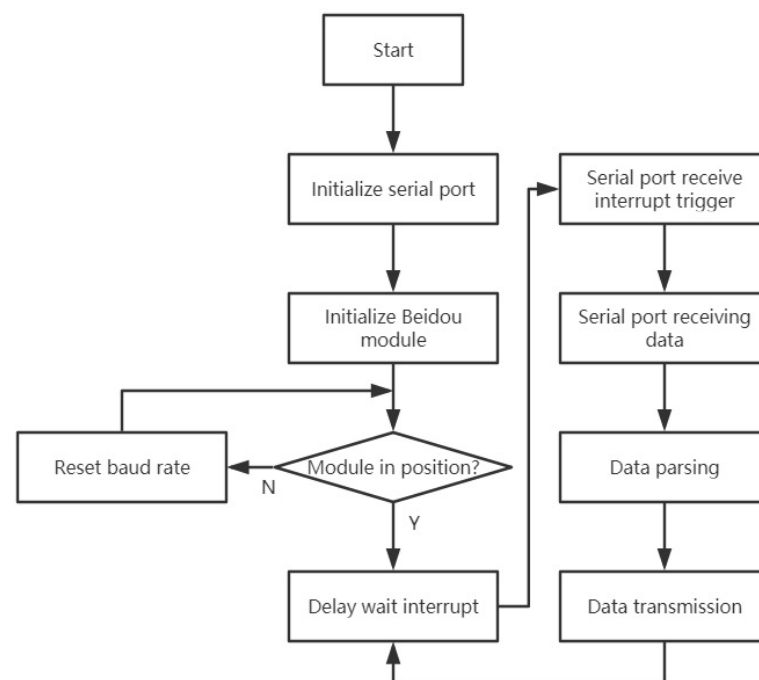 Start
Initialize serial port
Initialize Beidou
module
Module in position?
N
Reset baud rate
Y
Delay wait interrupt
Serial port receive
interrupt trigger
Serial port receiving
data
Data parsing
Data transmission